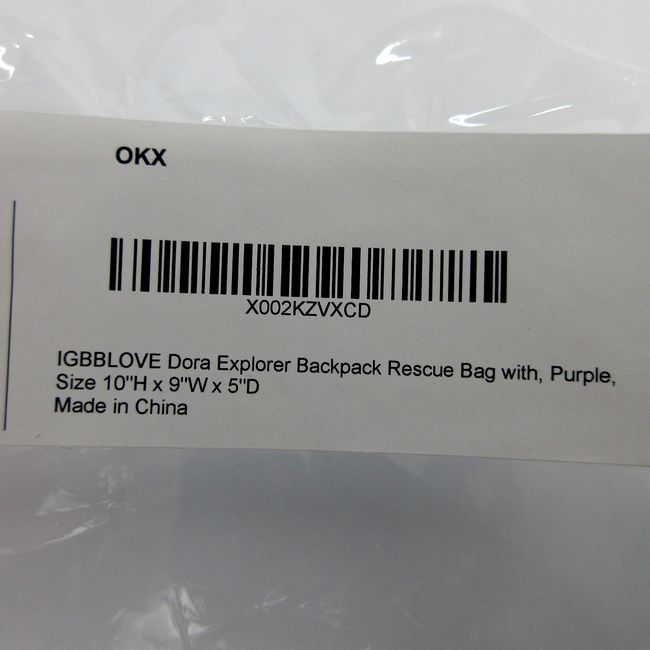 OKX
X002KZVXCD
IGBBLOVE Dora Explorer Backpack Rescue Bag with, Purple,
Size 10"H x 9"W x 5"D
Made in China